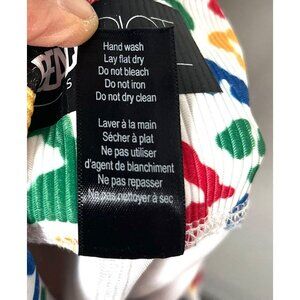 Hand wash
Lay flat dry
Do not bleach
Do not iron
Do not dry clean
Laver à la main
Sécher à plat
Ne pas utiliser
d'agent de blanchiment
Ne pas repasser
Ne pas nettoyer à sec